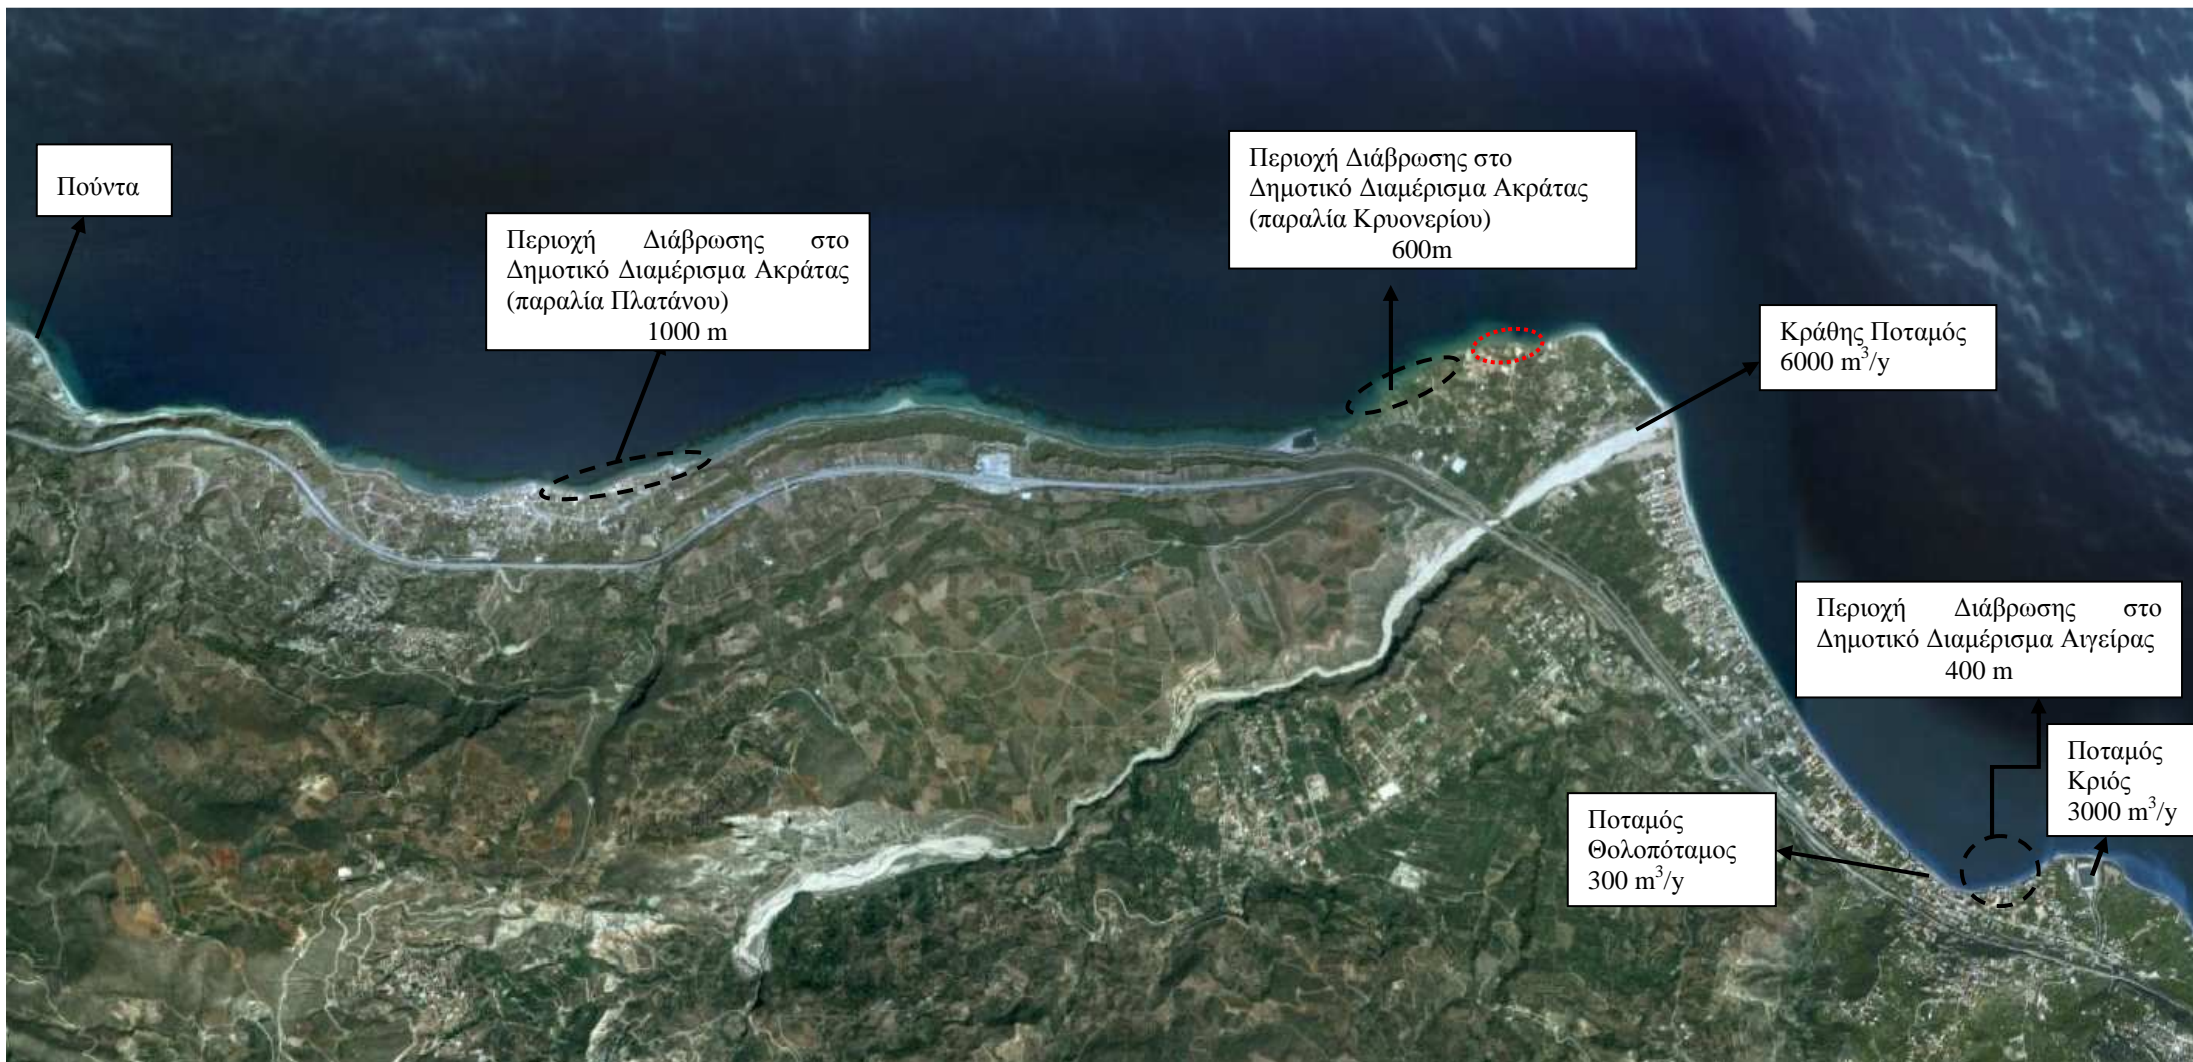 Πούντα
Περιοχή Διάβρωσης στο
Δημοτικό Διαμέρισμα Ακράτας
(παραλία Πλατάνου)
1000 m
Περιοχή Διάβρωσης στο
Δημοτικό Διαμέρισμα Ακράτας
(παραλία Κρυονερίου)
600m
Κράθης Ποταμός
6000 m³/y
Περιοχή Διάβρωσης στο
Δημοτικό Διαμέρισμα Αιγείρας
400 m
Ποταμός
Κριός
3000 m³/y
Ποταμός
Θολοπόταμος
300 m³/y